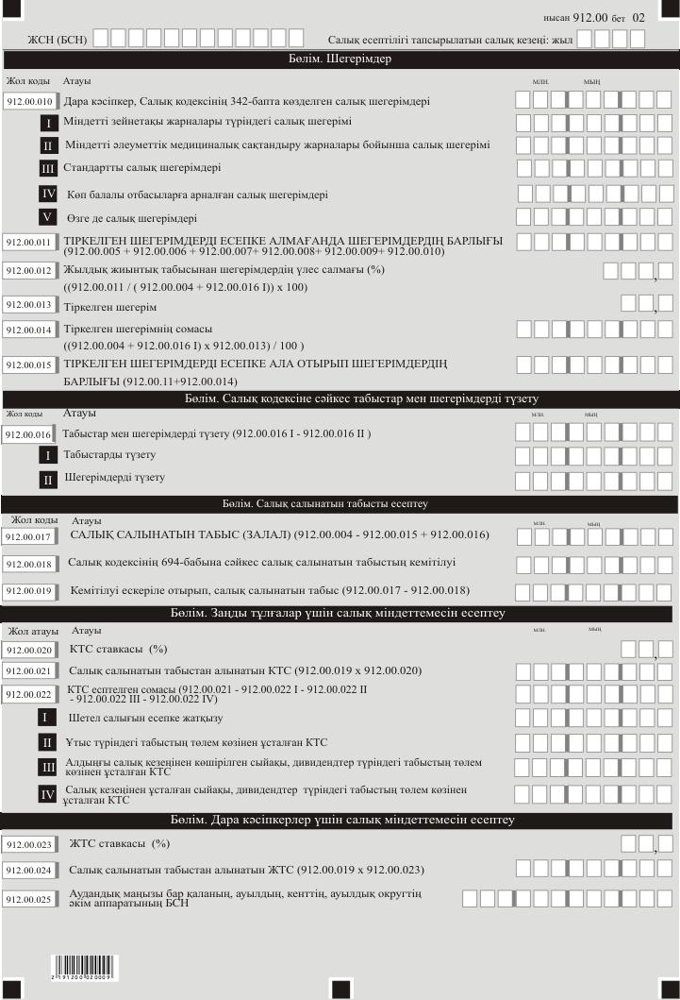 нысан 912.00 бет 02
ЖСН (БСН) Салық есептілігі тапсырылатын салық кезеңі: жыл
Бөлім. Шегерімдер
Жол коды Атауы млн. мың
912.00.010 Дара кәсіпкер, Салық кодексінің 342-бапта көзделген салық шегерімдері
I Міндетті зейнетақы жарналары түріндегі салық шегерімі
II Міндетті әлеуметтік медициналық сақтандыру жарналары бойынша салық шегерімі
III Стандартты салық шегерімдері
IV Көп балалы отбасыларға арналған салық шегерімдері
V Өзге де салық шегерімдері
912.00.011 ТІРКЕЛГЕН ШЕГЕРІМДЕРДІ ЕСЕПКЕ АЛМАҒАНДА ШЕГЕРІМДЕРДІҢ БАРЛЫҒЫ
(912.00.005 + 912.00.006 + 912.00.007+ 912.00.008+ 912.00.009+ 912.00.010)
912.00.012 Жылдық жиынтық табысынан шегерімдердің үлес салмағы (%)
((912.00.011 / ( 912.00.004 + 912.00.016 I)) х 100) ,
912.00.013 Тіркелген шегерім ,
912.00.014 Тіркелген шегерімнің сомасы
((912.00.004 + 912.00.016 I) х 912.00.013) / 100 )
912.00.015 ТІРКЕЛГЕН ШЕГЕРІМДЕРДІ ЕСЕПКЕ АЛА ОТЫРЫП ШЕГЕРІМДЕРДІҢ
БАРЛЫҒЫ (912.00.11+912.00.014)
Бөлім. Салық кодексіне сәйкес табыстар мен шегерімдерді түзету
Жол коды Атауы млн. мың
912.00.016 Табыстар мен шегерімдерді түзету (912.00.016 I - 912.00.016 II )
I Табыстарды түзету
II Шегерімдерді түзету
Бөлім. Салық салынатын табысты есептеу
Жол коды Атауы млн. мың
912.00.017 САЛЫҚ САЛЫНАТЫН ТАБЫС (ЗАЛАЛ) (912.00.004 - 912.00.015 + 912.00.016)
912.00.018 Салық кодексінің 694-бабына сәйкес салық салынатын табыстың кемітілуі
912.00.019 Кемітілуі ескеріле отырып, салық салынатын табыс (912.00.017 - 912.00.018)
Бөлім. Заңды тұлғалар үшін салық міндеттемесін есептеу
Жол атауы Атауы млн. мың
912.00.020 КТС ставкасы (%) ,
912.00.021 Салық салынатын табыстан алынатын КТС (912.00.019 х 912.00.020)
912.00.022 КТС есептелген сомасы (912.00.021 - 912.00.022 I - 912.00.022 II
- 912.00.022 III - 912.00.022 IV)
I Шетел салығын есепке жатқызу
II Ұтыс түріндегі табыстың төлем көзінен ұсталған КТС
III Алдыңғы салық кезеңінен көшірілген сыйақы, дивидендтер түріндегі табыстың төлем
көзінен ұсталған КТС
IV Салық кезеңінен ұсталған сыйақы, дивидендтер түріндегі табыстың төлем көзінен
ұсталған КТС
Бөлім. Дара кәсіпкерлер үшін салық міндеттемесін есептеу
912.00.023 ЖТС ставкасы (%) ,
912.00.024 Салық салынатын табыстан алынатын ЖТС (912.00.019 х 912.00.023)
912.00.025 Аудандық маңызы бар қаланың, ауылдың, кенттің, ауылдық округтің
әкім аппаратының БСН
2 191200 020009